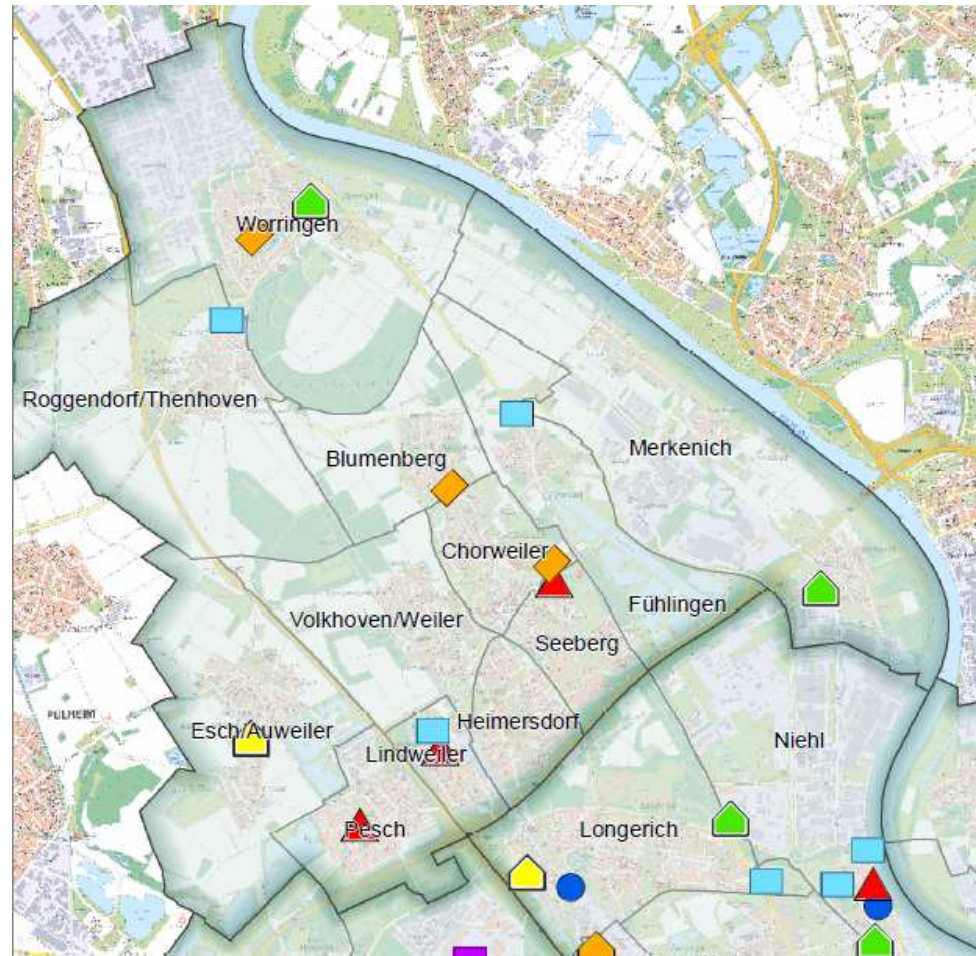 Worringen
Roggendorf/Thenhoven
Blumenberg
Merkenich
Chorweiler
Fühlingen
Volkhoven/Weiler
Seeberg
Esch/Auweiler
Heimersdorf
Lindweiler
Niehl
PULHEIM
Pesch
Longerich